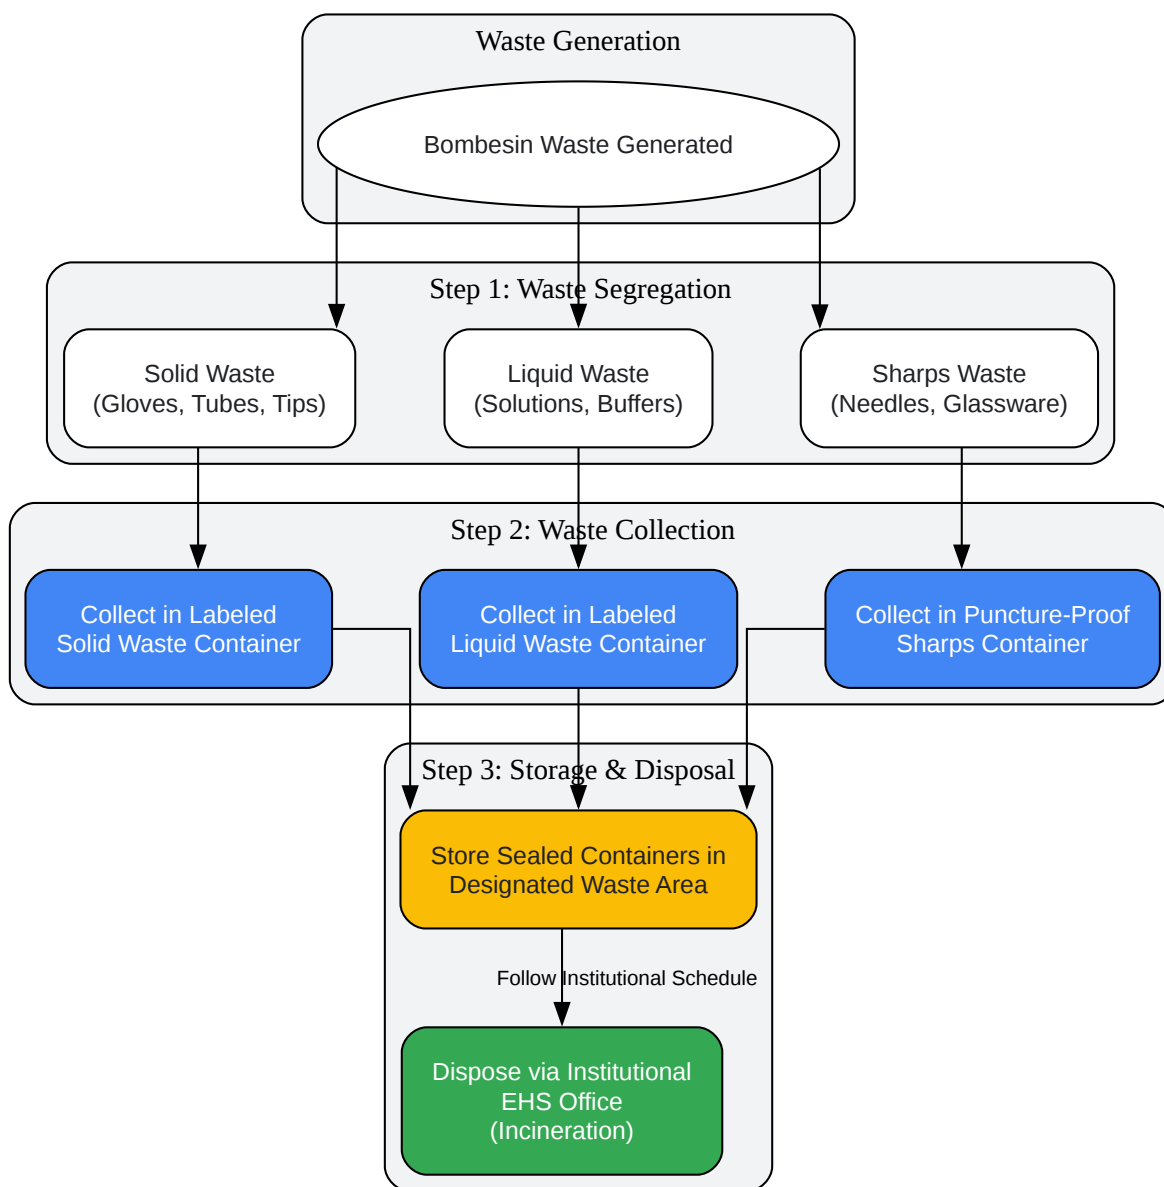 Waste Generation
Bombesin Waste Generated
Step 1: Waste Segregation
Solid Waste
(Gloves, Tubes, Tips)
Liquid Waste
(Solutions, Buffers)
Sharps Waste
(Needles, Glassware)
Step 2: Waste Collection
Collect in Labeled
Solid Waste Container
Collect in Labeled
Liquid Waste Container
Collect in Puncture-Proof
Sharps Container
Step 3: Storage & Disposal
Store Sealed Containers in
Designated Waste Area
Follow Institutional Schedule
Dispose via Institutional
EHS Office
(Incineration)